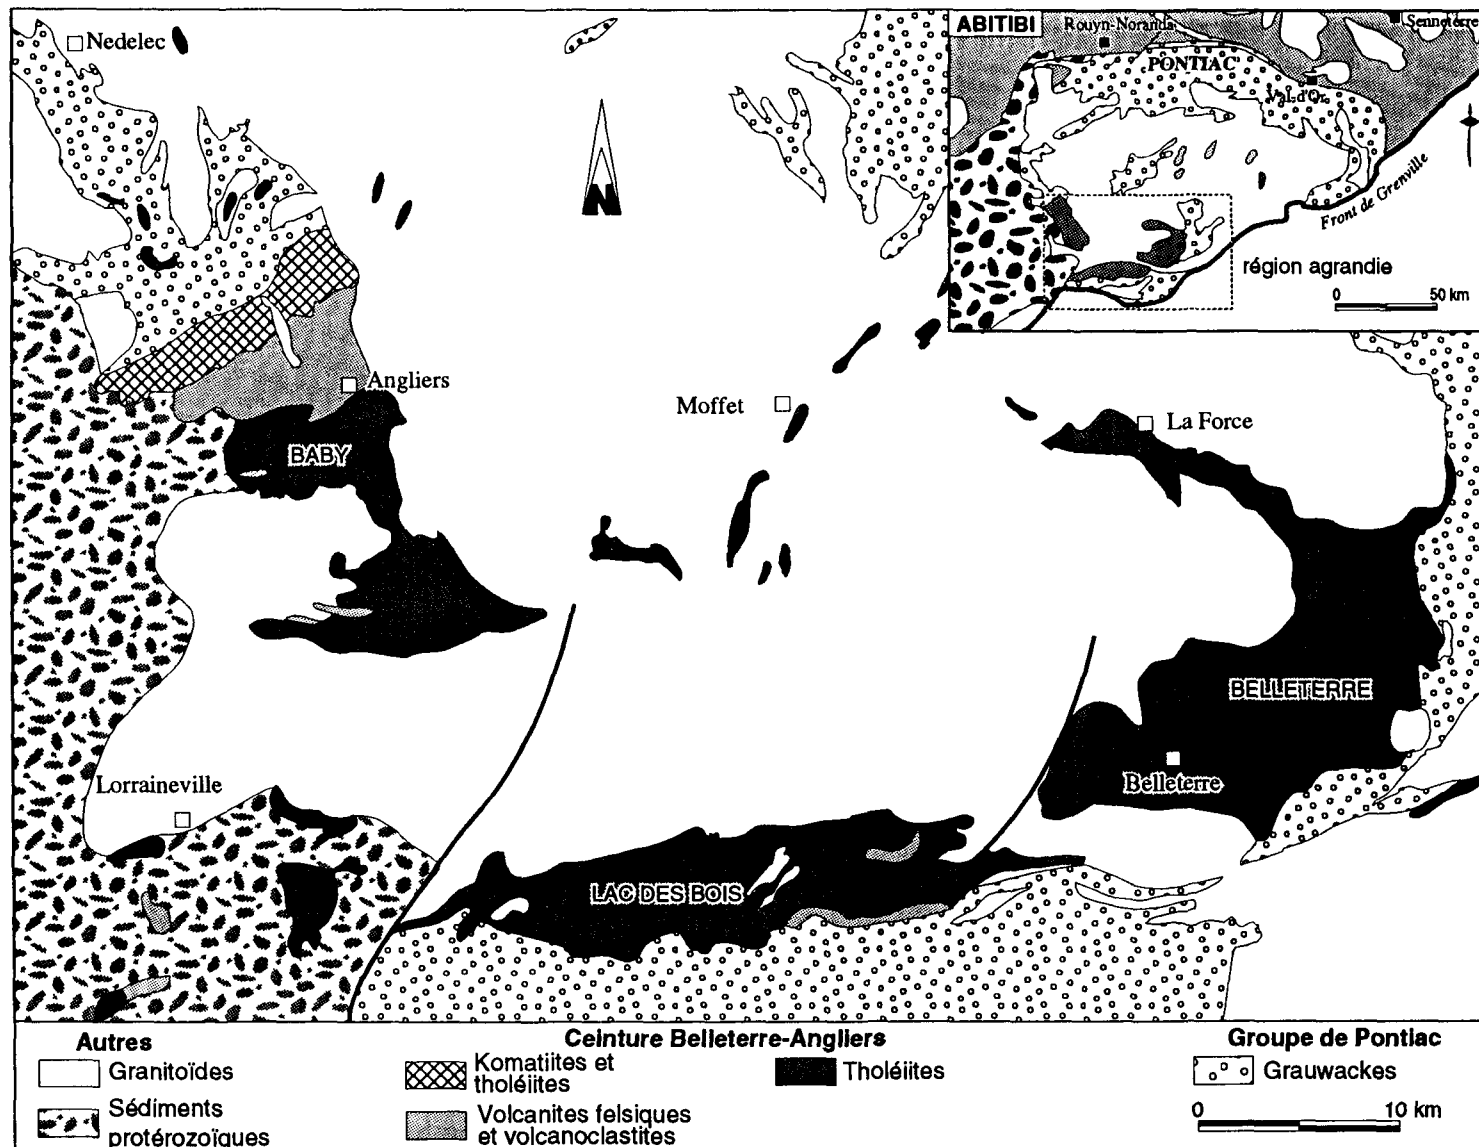 Nedelec
ABITIBI
Rouyn-Noranda
Senneterre
PONTIAC
Val-d'Or
Front de Grenville
région agrandie
0 50 km
N
Angliers
Moffet
La Force
BABY
BELLETERRE
Belleterre
Lorraineville
LAC DES BOIS
Autres
Granitoïdes
Sédiments
protérozoïques
Ceinture Belleterre-Angliers
Komatiites et
tholéiites
Volcanites felsiques
et volcanoclastites
Tholéiites
Groupe de Pontiac
Grauwackes
0 10 km